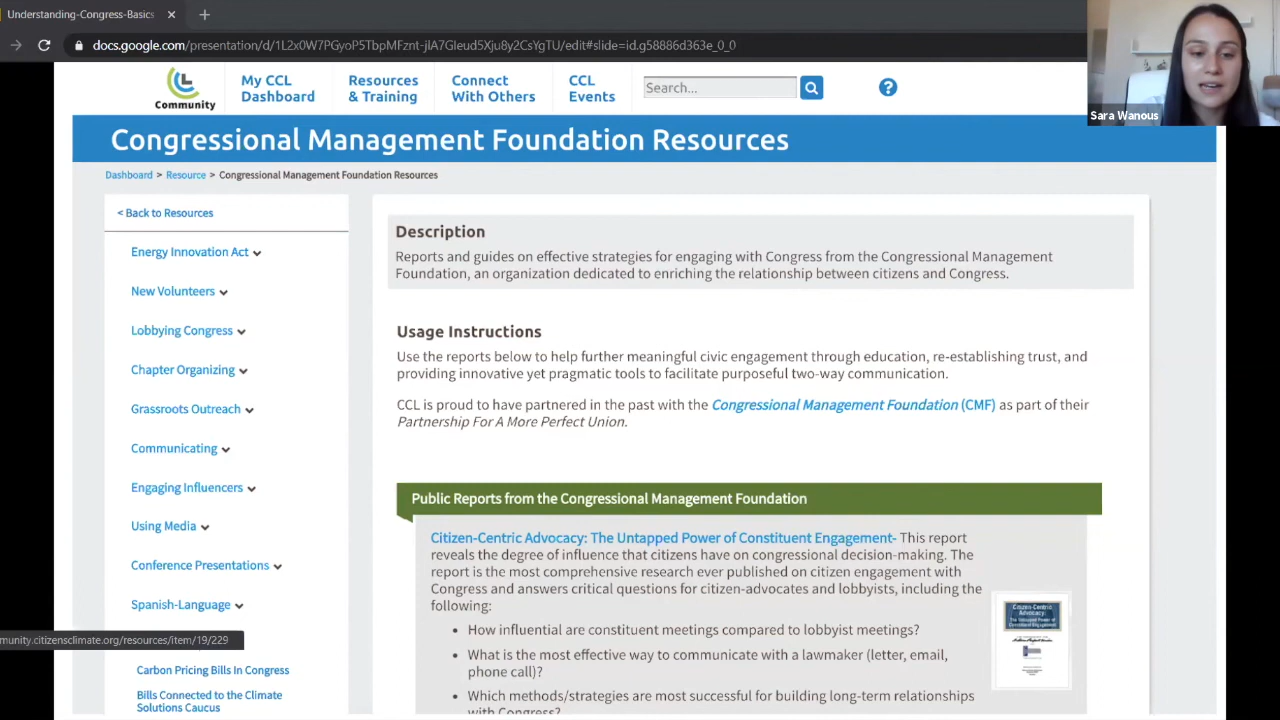 Understanding-Congress-Basics
docs.google.com/presentation/d/1L2x0W7PGyoP5TbpMFznt-jIA7GIeud5Xju8y2CsYgTU/edit#slide=id.g58886d363e_0_0
Sara Wanous
Community
My CCL
Dashboard
Resources
& Training
Connect
With Others
CCL
Events
Search...
?
Congressional Management Foundation Resources
Dashboard > Resource > Congressional Management Foundation Resources
< Back to Resources
Energy Innovation Act
New Volunteers
Lobbying Congress
Chapter Organizing
Grassroots Outreach
Communicating
Engaging Influencers
Using Media
Conference Presentations
Spanish-Language
munity.citizensclimate.org/resources/item/19/229
Carbon Pricing Bills In Congress
Bills Connected to the Climate
Solutions Caucus
Description
Reports and guides on effective strategies for engaging with Congress from the Congressional Management
Foundation, an organization dedicated to enriching the relationship between citizens and Congress.
Usage Instructions
Use the reports below to help further meaningful civic engagement through education, re-establishing trust, and
providing innovative yet pragmatic tools to facilitate purposeful two-way communication.
CCL is proud to have partnered in the past with the Congressional Management Foundation (CMF) as part of their
Partnership For A More Perfect Union.
Public Reports from the Congressional Management Foundation
Citizen-Centric Advocacy: The Untapped Power of Constituent Engagement- This report
reveals the degree of influence that citizens have on congressional decision-making. The
report is the most comprehensive research ever published on citizen engagement with
Congress and answers critical questions for citizen-advocates and lobbyists, including the
following:
• How influential are constituent meetings compared to lobbyist meetings?
• What is the most effective way to communicate with a lawmaker (letter, email,
phone call)?
• Which methods/strategies are most successful for building long-term relationships
with Congress?
Citizen-Centric
Advocacy:
The Untapped Power of
Constituent Engagement